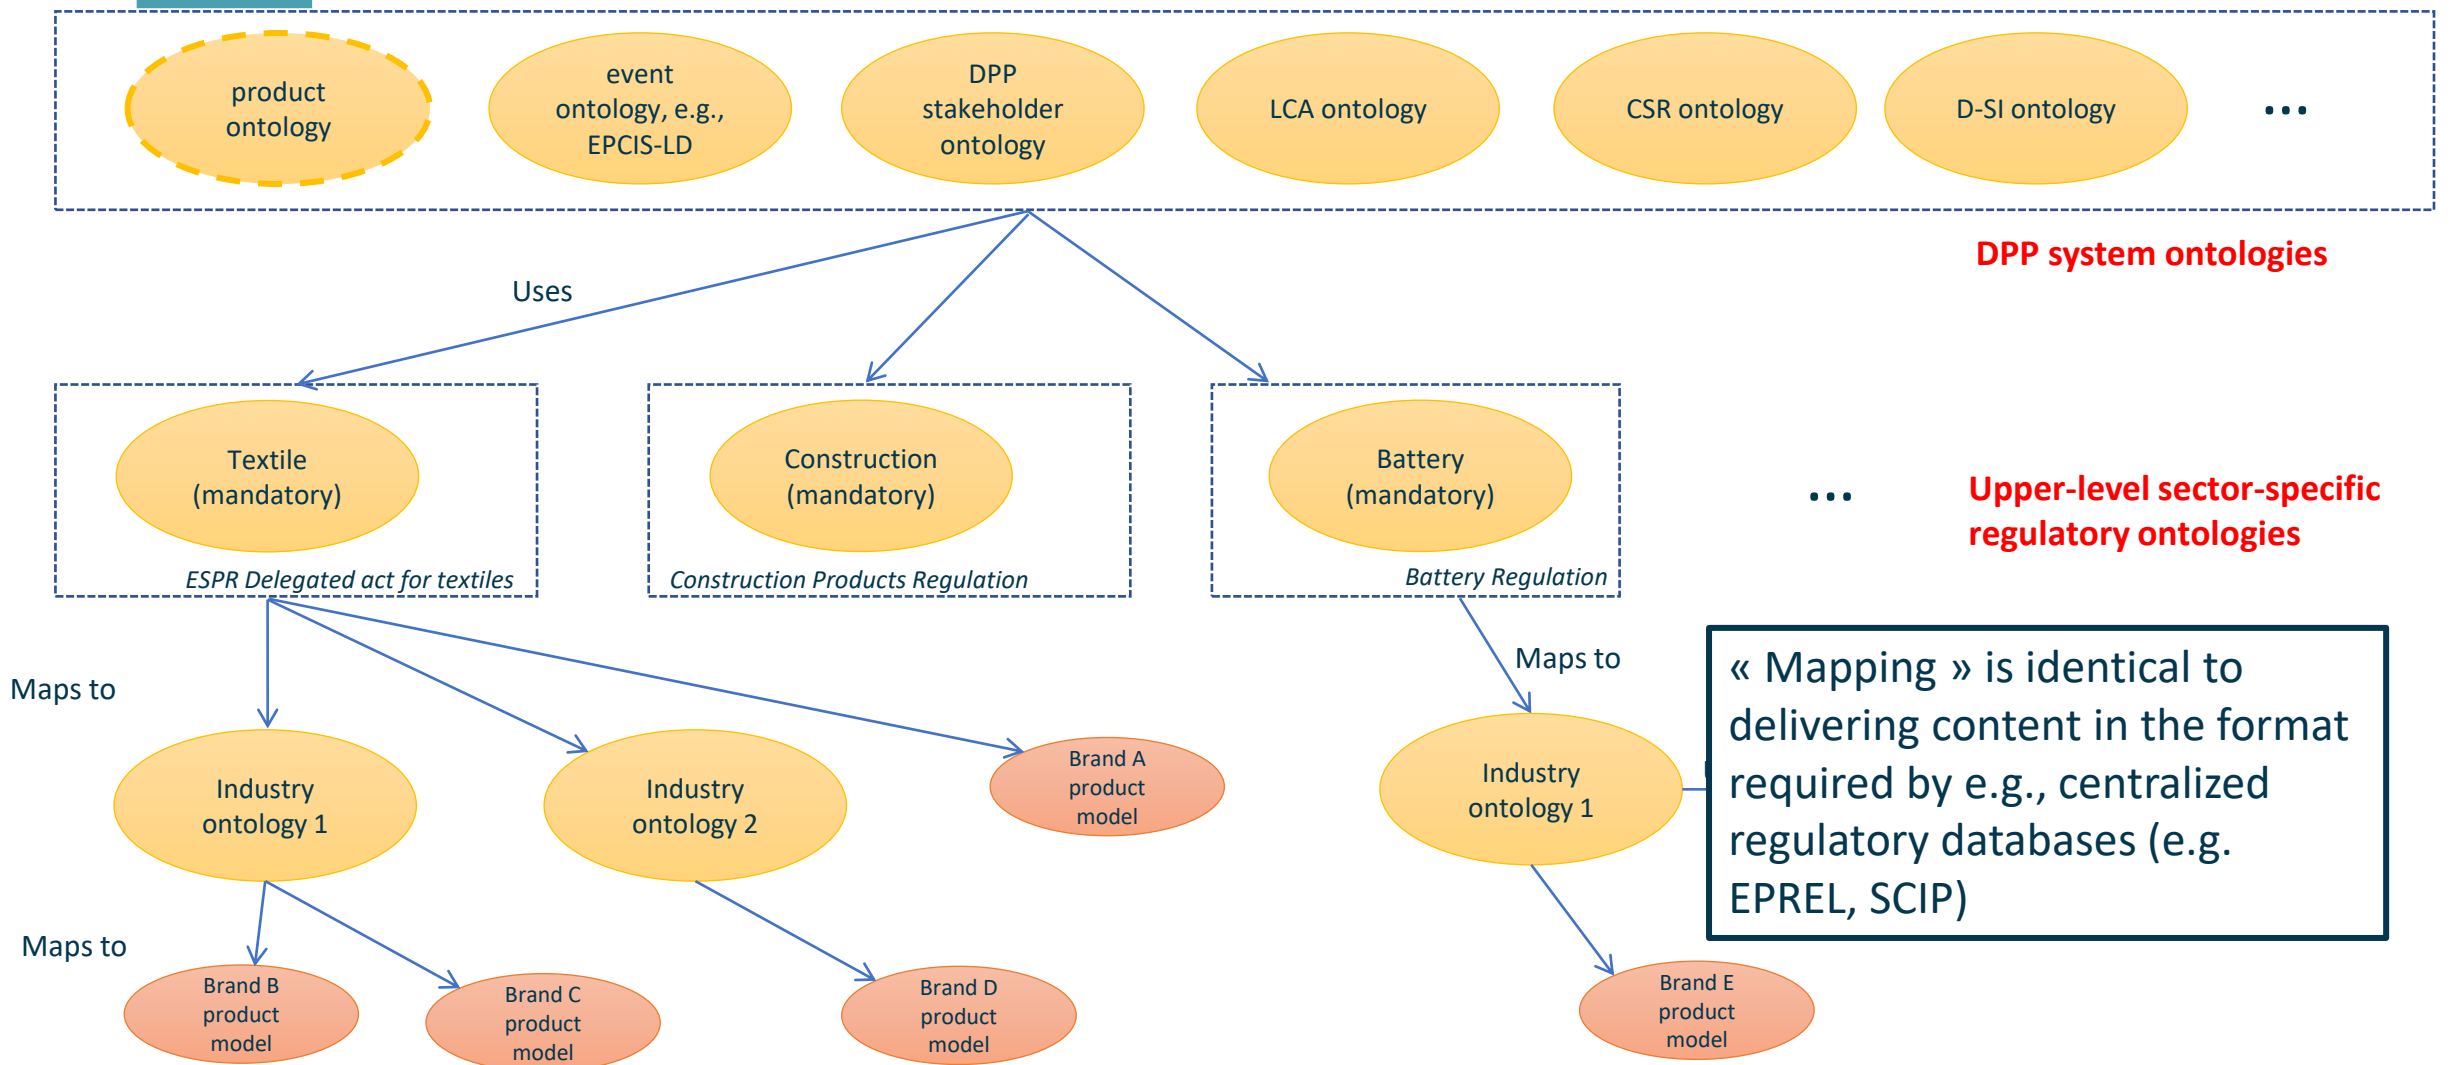 product
ontology
event
ontology, e.g.,
EPCIS-LD
DPP
stakeholder
ontology
LCA ontology
CSR ontology
D-SI ontology
...
DPP system ontologies
Uses
Textile
(mandatory)
ESPR Delegated act for textiles
Construction
(mandatory)
Construction Products Regulation
Battery
(mandatory)
Battery Regulation
...
Upper-level sector-specific
regulatory ontologies
Maps to
Maps to
« Mapping » is identical to
delivering content in the format
required by e.g., centralized
regulatory databases (e.g.
EPREL, SCIP)
Industry
ontology 1
Industry
ontology 2
Brand A
product
model
Industry
ontology 1
Maps to
Brand B
product
model
Brand C
product
model
Brand D
product
model
Brand E
product
model